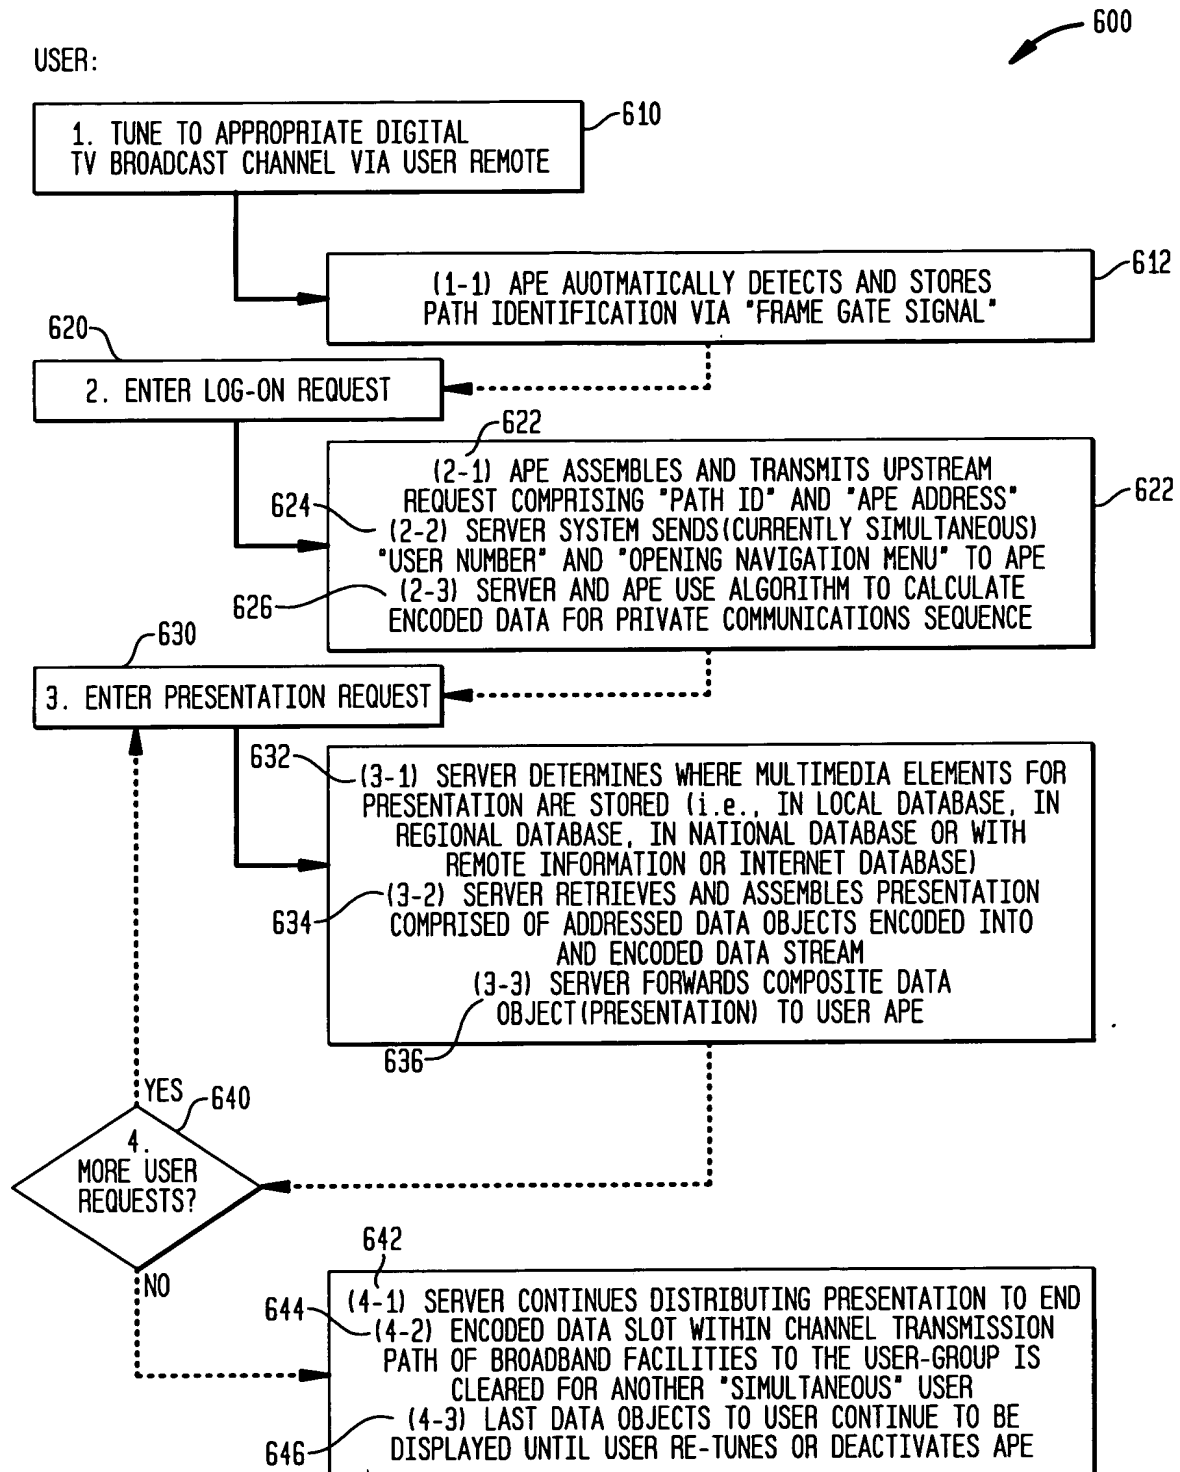 600
USER:
1. TUNE TO APPROPRIATE DIGITAL
TV BROADCAST CHANNEL VIA USER REMOTE
610
(1-1) APE AUOTMATICALLY DETECTS AND STORES
PATH IDENTIFICATION VIA "FRAME GATE SIGNAL"
612
620
2. ENTER LOG-ON REQUEST
622
(2-1) APE ASSEMBLES AND TRANSMITS UPSTREAM
REQUEST COMPRISING "PATH ID" AND "APE ADDRESS"
622
624
(2-2) SERVER SYSTEM SENDS(CURRENTLY SIMULTANEOUS)
"USER NUMBER" AND "OPENING NAVIGATION MENU" TO APE
(2-3) SERVER AND APE USE ALGORITHM TO CALCULATE
626
ENCODED DATA FOR PRIVATE COMMUNICATIONS SEQUENCE
630
3. ENTER PRESENTATION REQUEST
632
(3-1) SERVER DETERMINES WHERE MULTIMEDIA ELEMENTS FOR
PRESENTATION ARE STORED (i.e., IN LOCAL DATABASE, IN
REGIONAL DATABASE, IN NATIONAL DATABASE OR WITH
REMOTE INFORMATION OR INTERNET DATABASE)
(3-2) SERVER RETRIEVES AND ASSEMBLES PRESENTATION
634
COMPRISED OF ADDRESSED DATA OBJECTS ENCODED INTO
AND ENCODED DATA STREAM
(3-3) SERVER FORWARDS COMPOSITE DATA
OBJECT(PRESENTATION) TO USER APE
636
YES
640
4.
MORE USER
REQUESTS?
NO
642
(4-1) SERVER CONTINUES DISTRIBUTING PRESENTATION TO END
644
(4-2) ENCODED DATA SLOT WITHIN CHANNEL TRANSMISSION
PATH OF BROADBAND FACILITIES TO THE USER-GROUP IS
CLEARED FOR ANOTHER "SIMULTANEOUS" USER
(4-3) LAST DATA OBJECTS TO USER CONTINUE TO BE
646
DISPLAYED UNTIL USER RE-TUNES OR DEACTIVATES APE